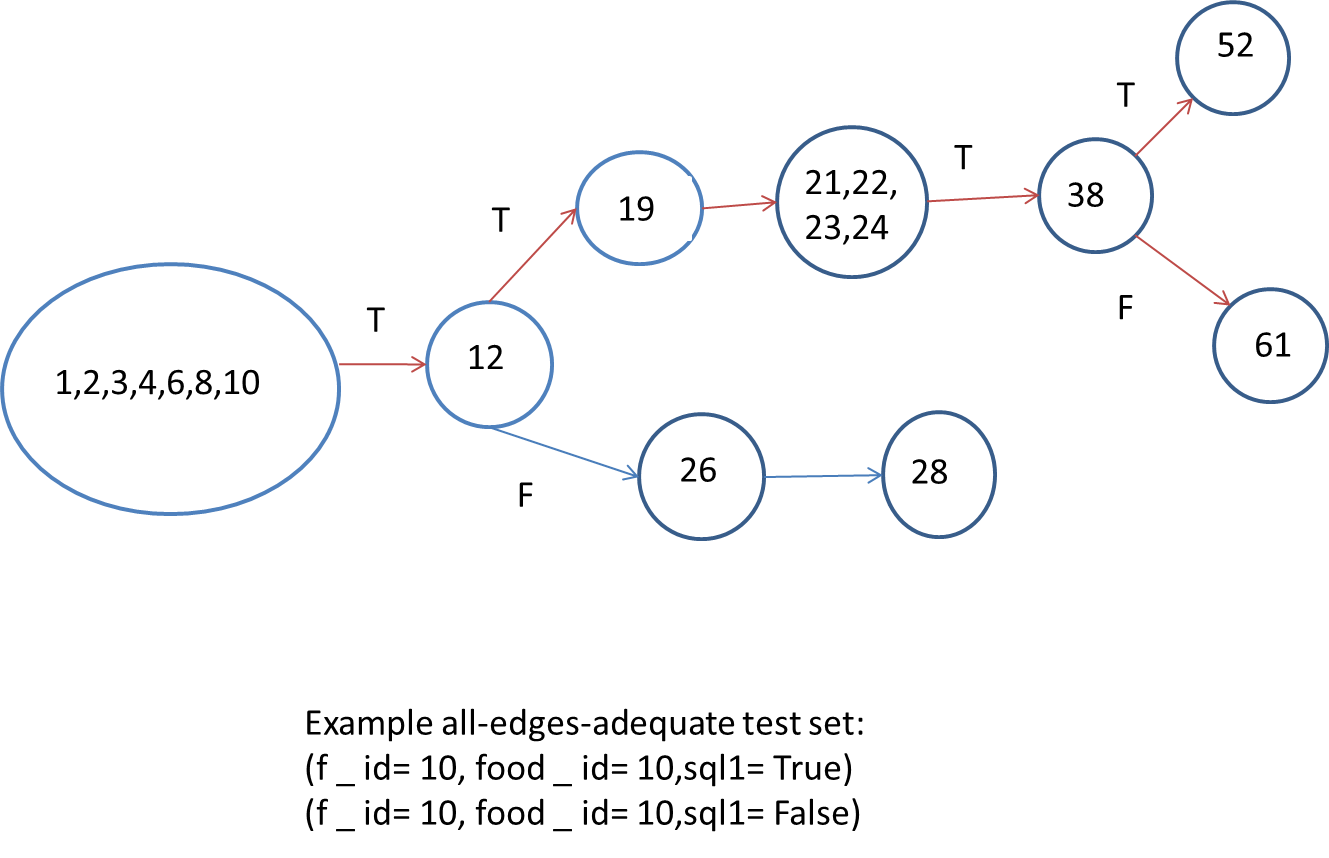 52
T
T
21,22,
23,24
38
T
19
T
12
1,2,3,4,6,8,10
F
61
26
28
F
Example all-edges-adequate test set:
(f _ id= 10, food _ id= 10,sql1= True)
(f _ id= 10, food _ id= 10,sql1= False)